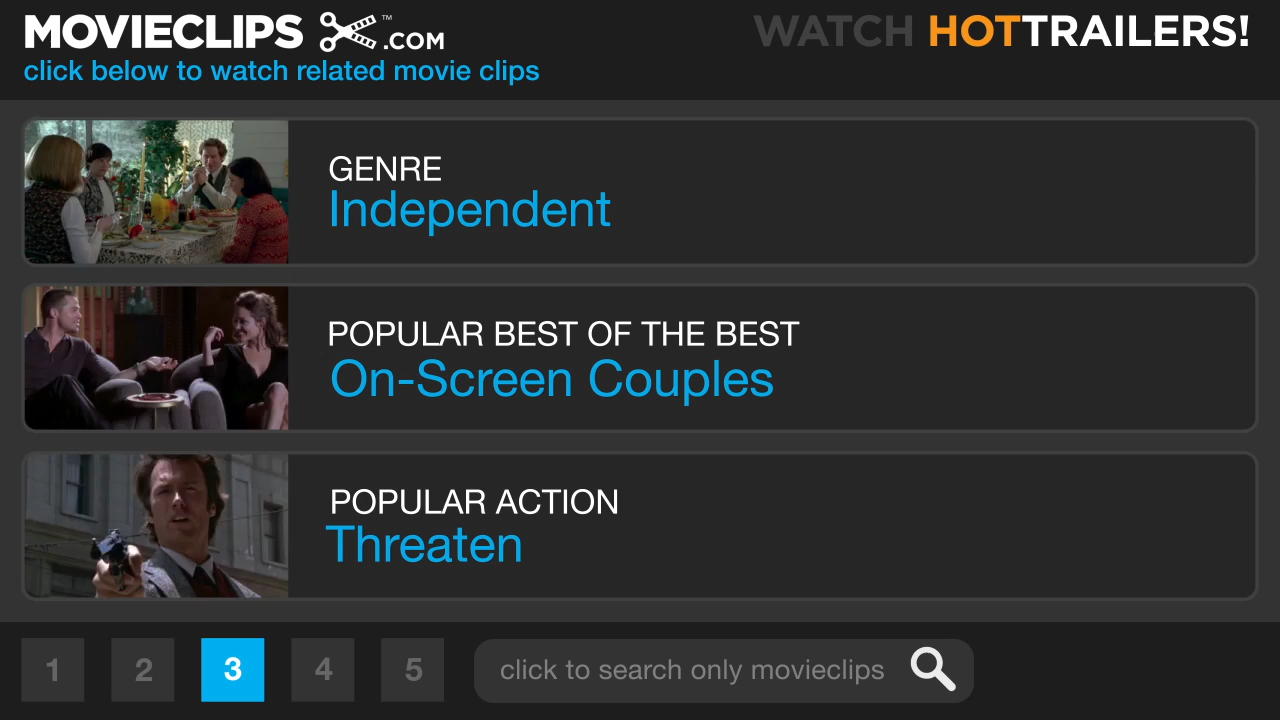 MOVIECLIPS ™ .COM
WATCH HOTTRAILERS!
click below to watch related movie clips
GENRE
Independent
POPULAR BEST OF THE BEST
On-Screen Couples
POPULAR ACTION
Threaten
1 2 3 4 5
click to search only movieclips